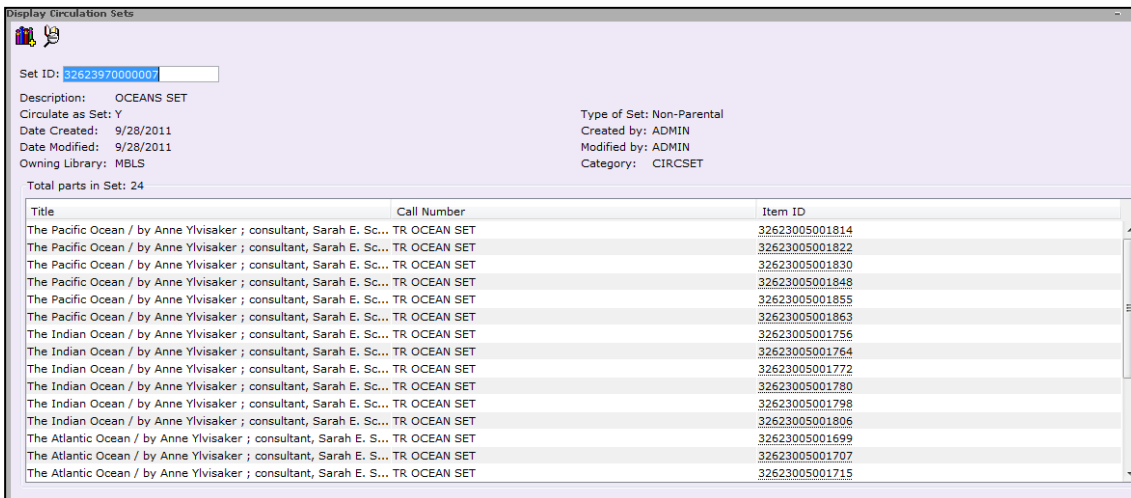 Display Circulation Sets
Set ID: 32623970000007
Description: OCEANS SET
Circulate as Set: Y Type of Set: Non-Parental
Date Created: 9/28/2011 Created by: ADMIN
Date Modified: 9/28/2011 Modified by: ADMIN
Owning Library: MBLS Category: CIRCSET
Total parts in Set: 24
Title Call Number Item ID
The Pacific Ocean / by Anne Ylvisaker ; consultant, Sarah E. Sc... TR OCEAN SET 32623005001814
The Pacific Ocean / by Anne Ylvisaker ; consultant, Sarah E. Sc... TR OCEAN SET 32623005001822
The Pacific Ocean / by Anne Ylvisaker ; consultant, Sarah E. Sc... TR OCEAN SET 32623005001830
The Pacific Ocean / by Anne Ylvisaker ; consultant, Sarah E. Sc... TR OCEAN SET 32623005001848
The Pacific Ocean / by Anne Ylvisaker ; consultant, Sarah E. Sc... TR OCEAN SET 32623005001855
The Pacific Ocean / by Anne Ylvisaker ; consultant, Sarah E. Sc... TR OCEAN SET 32623005001863
The Indian Ocean / by Anne Ylvisaker ; consultant, Sarah E. Sc... TR OCEAN SET 32623005001756
The Indian Ocean / by Anne Ylvisaker ; consultant, Sarah E. Sc... TR OCEAN SET 32623005001764
The Indian Ocean / by Anne Ylvisaker ; consultant, Sarah E. Sc... TR OCEAN SET 32623005001772
The Indian Ocean / by Anne Ylvisaker ; consultant, Sarah E. Sc... TR OCEAN SET 32623005001780
The Indian Ocean / by Anne Ylvisaker ; consultant, Sarah E. Sc... TR OCEAN SET 32623005001798
The Indian Ocean / by Anne Ylvisaker ; consultant, Sarah E. Sc... TR OCEAN SET 32623005001806
The Atlantic Ocean / by Anne Ylvisaker ; consultant, Sarah E. S... TR OCEAN SET 32623005001699
The Atlantic Ocean / by Anne Ylvisaker ; consultant, Sarah E. S... TR OCEAN SET 32623005001707
The Atlantic Ocean / by Anne Ylvisaker ; consultant, Sarah E. S... TR OCEAN SET 32623005001715